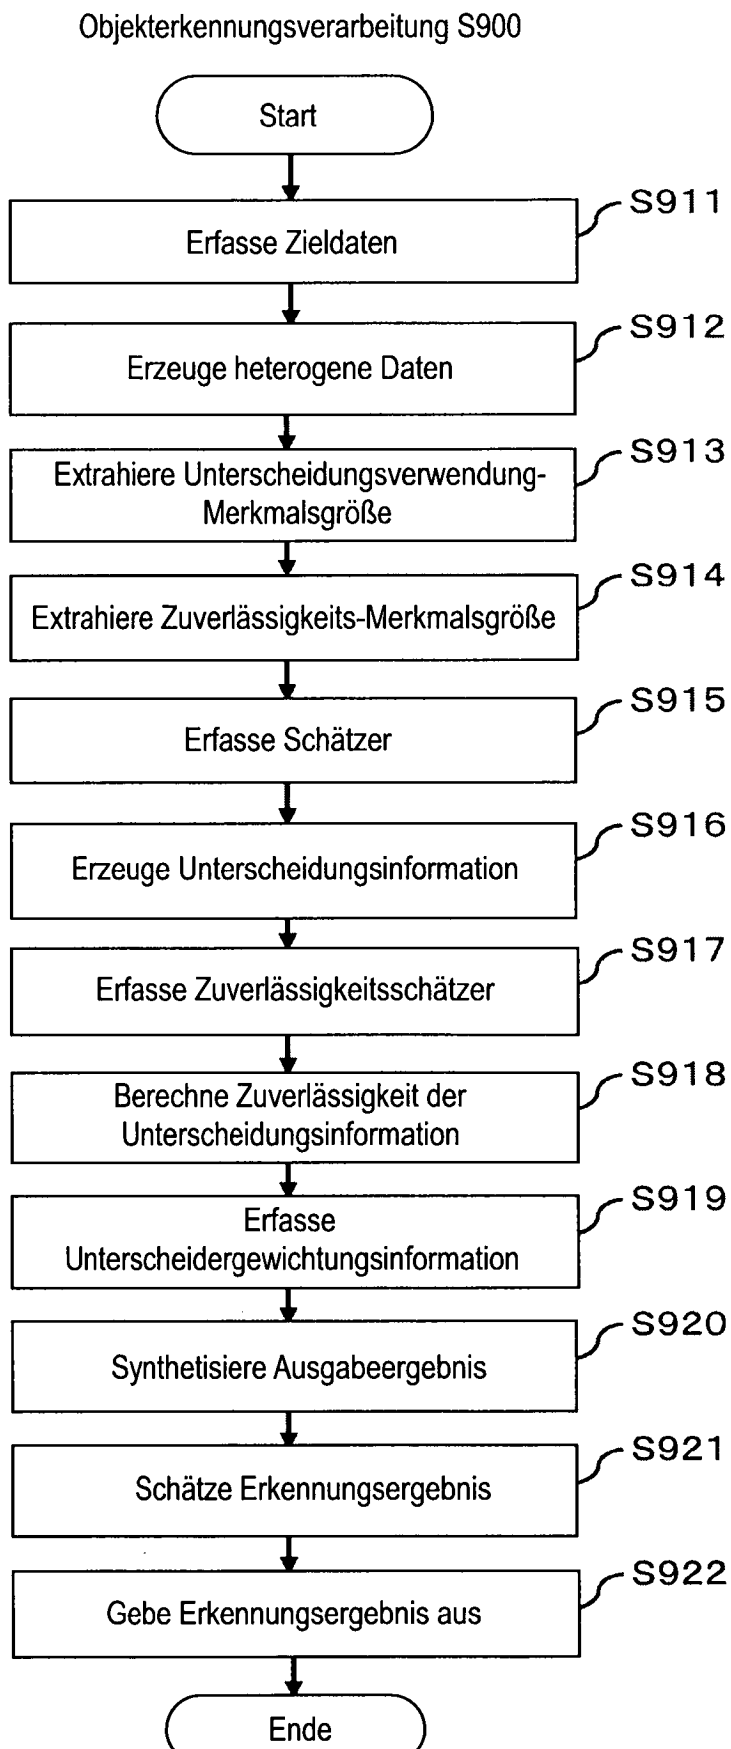 Objekterkennungsverarbeitung S900
Start
S911
Erfasse Zieldaten
S912
Erzeuge heterogene Daten
S913
Extrahiere Unterscheidungsverwendung-
Merkmalsgröße
S914
Extrahiere Zuverlässigkeits-Merkmalsgröße
S915
Erfasse Schätzer
S916
Erzeuge Unterscheidungsinformation
S917
Erfasse Zuverlässigkeitsschätzer
S918
Berechne Zuverlässigkeit der
Unterscheidungsinformation
S919
Erfasse
Unterscheidergewichtungsinformation
S920
Synthetisiere Ausgabeergebnis
S921
Schätze Erkennungsergebnis
S922
Gebe Erkennungsergebnis aus
Ende